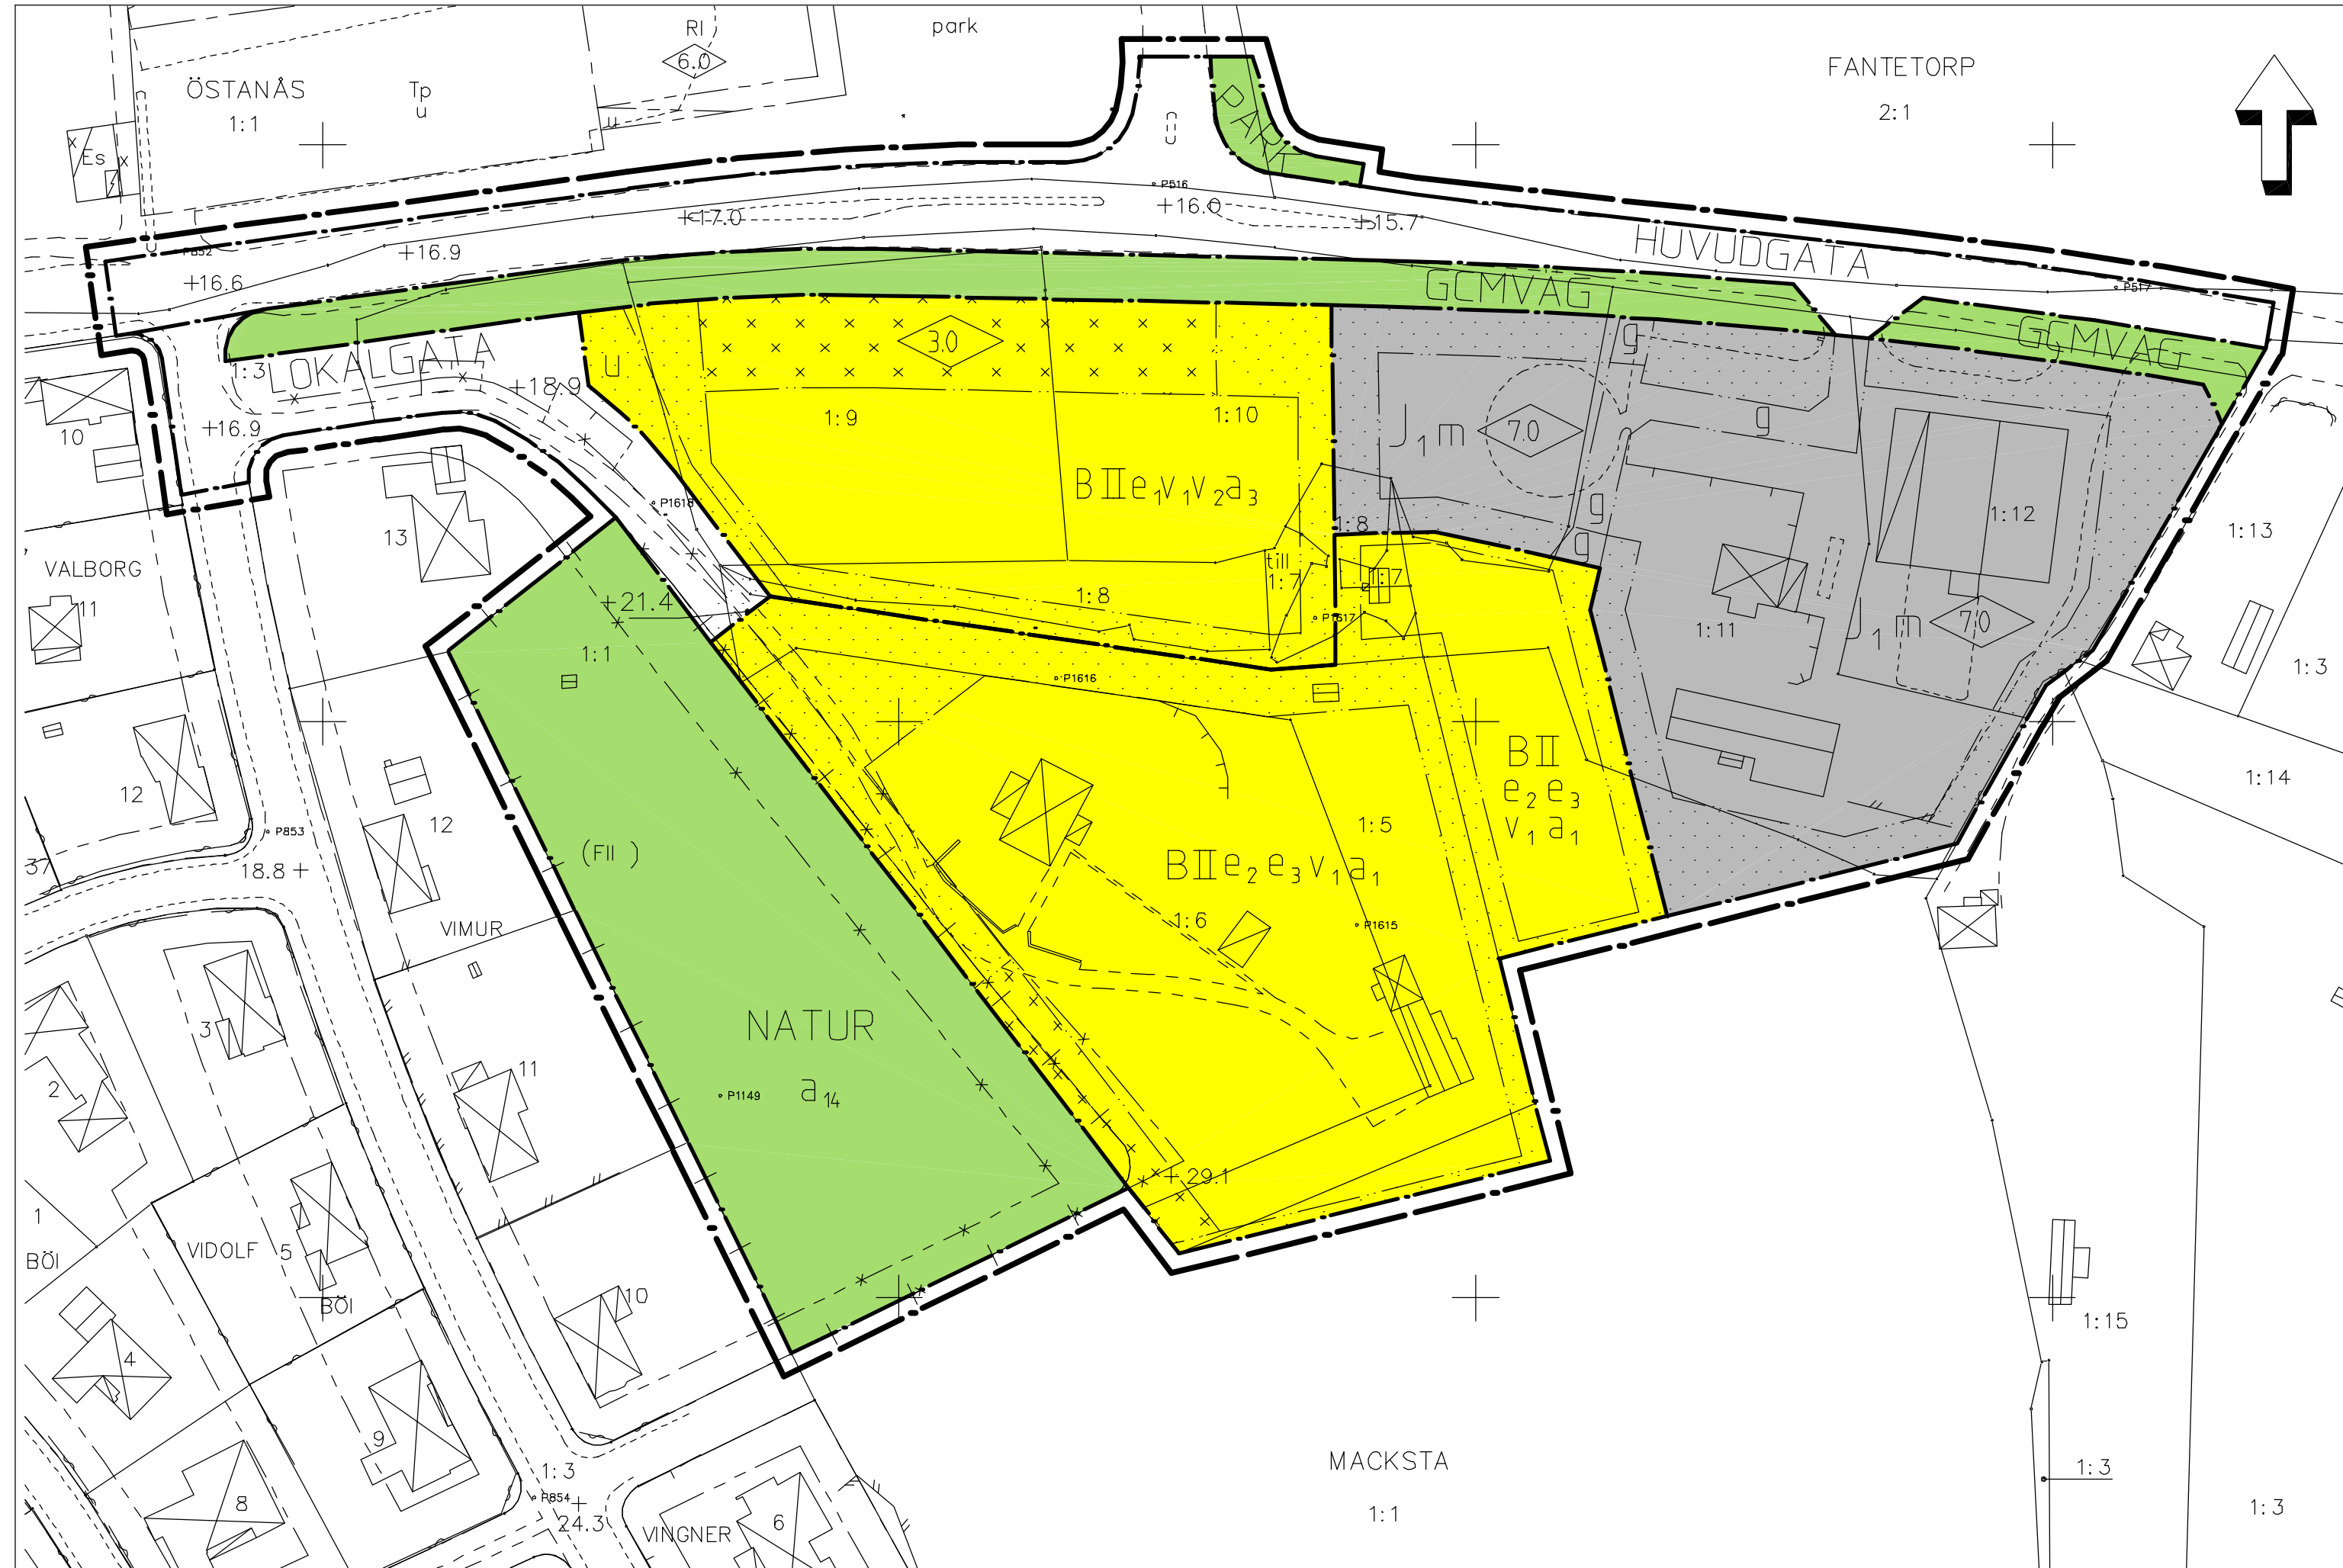 park
RI
6.0
FANTETORP
2:1
ÖSTANÅS
1:1
Tp
u
u
Es
PARK
P516
+16.0
+17.0
+15.7
HUVUDGATA
P852
+16.9
+16.6
GCMVÄG
P517
GCMVÄG
1:3
LOKALGATA
+18.9
u
3.0
g
10
+16.9
1:9
1:10
J₁m
7.0
g
BIIe₁v₁v₂a₃
P1618
g
1:8
1:12
1:13
13
g
VALBORG
till
1:7
1:7
11
+21.4
1:8
P1617
1:11
J₁m
7.0
1:1
1:3
P1616
BII
e₂e₃
v₁a₁
1:14
12
12
1:5
P853
(FII )
BIIe₂e₃v₁a₁
37
18.8 +
1:6
P1615
VIMUR
NATUR
a₁₄
3
11
2
P1149
+ 29.1
1
BÖI
VIDOLF
5
BÖI
10
1:15
4
9
MACKSTA
1:1
1:3
1:3
P854
24.3
8
VINGNER
6
1:3